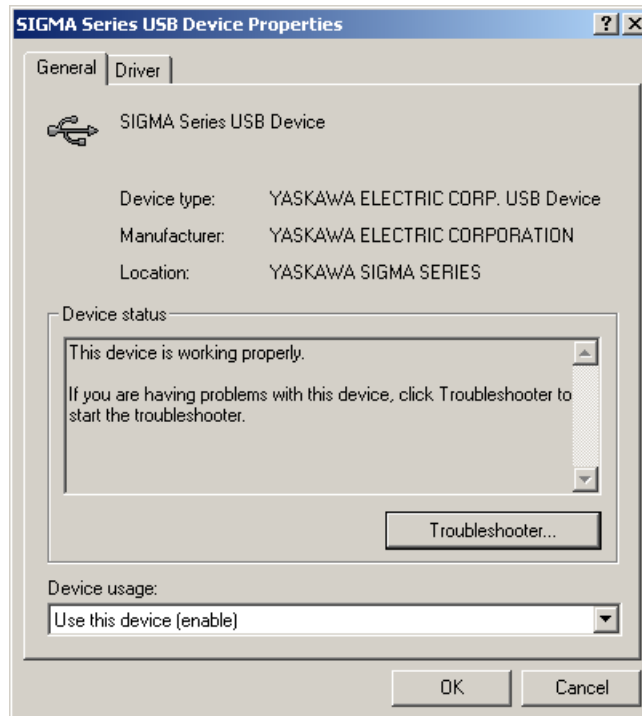 SIGMA Series USB Device Properties
General
Driver
SIGMA Series USB Device
Device type: YASKAWA ELECTRIC CORP. USB Device
Manufacturer: YASKAWA ELECTRIC CORPORATION
Location: YASKAWA SIGMA SERIES
Device status
This device is working properly.
If you are having problems with this device, click Troubleshooter to
start the troubleshooter.
Troubleshooter...
Device usage:
Use this device (enable)
OK
Cancel